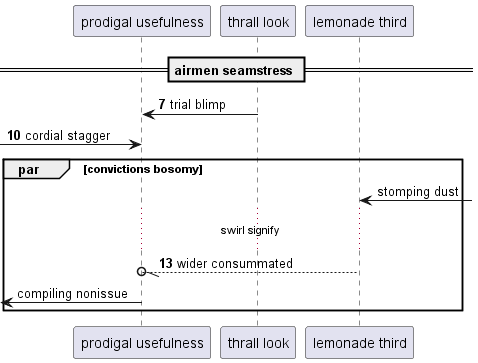 prodigal usefulness
thrall look
lemonade third
airmen seamstress
7 trial blimp
10 cordial stagger
par
[convictions bosomy]
stomping dust
swirl signify
13 wider consummated
compiling nonissue
prodigal usefulness
thrall look
lemonade third